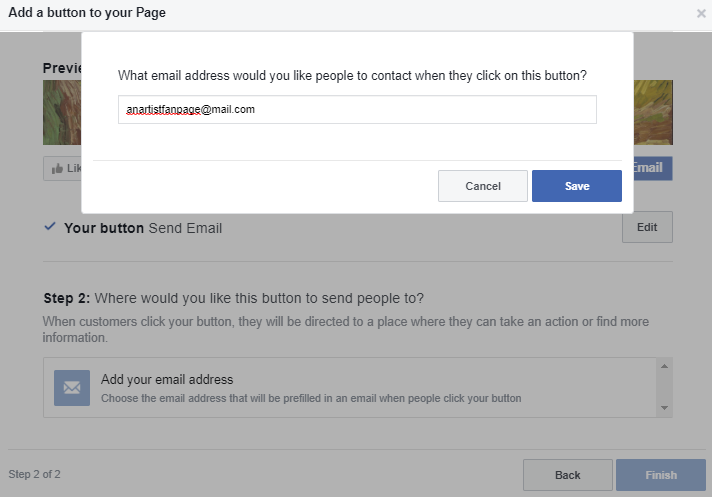 Add a button to your Page
What email address would you like people to contact when they click on this button?
anartistfanpage@mail.com
Cancel
Save
Your button Send Email
Edit
Step 2: Where would you like this button to send people to?
When customers click your button, they will be directed to a place where they can take an action or find more
information.
Add your email address
Choose the email address that will be prefilled in an email when people click your button
Step 2 of 2
Back
Finish